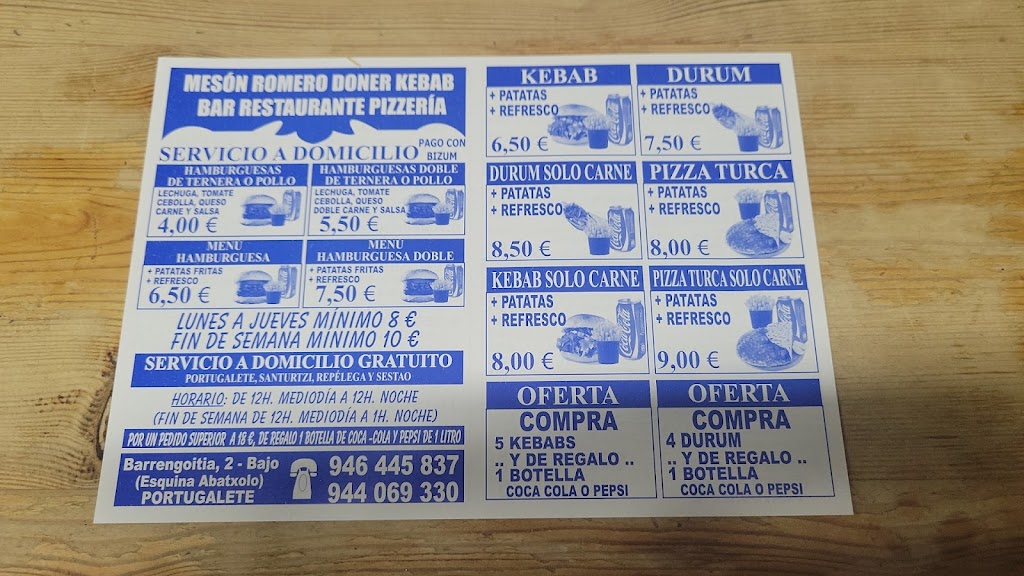 MESÓN ROMERO DONER KEBAB
BAR RESTAURANTE PIZZERÍA
SERVICIO A DOMICILIO
PAGO CON
BIZUM
HAMBURGUESAS
DE TERNERA O POLLO
LECHUGA, TOMATE
CEBOLLA, QUESO
CARNE Y SALSA
4,00 €
HAMBURGUESAS DOBLE
DE TERNERA O POLLO
LECHUGA, TOMATE
CEBOLLA, QUESO
DOBLE CARNE Y SALSA
5,50 €
MENU
HAMBURGUESA
+ PATATAS FRITAS
+ REFRESCO
6,50 €
MENU
HAMBURGUESA DOBLE
+ PATATAS FRITAS
+ REFRESCO
7,50 €
LUNES A JUEVES MÍNIMO 8 €
FIN DE SEMANA MINIMO 10 €
SERVICIO A DOMICILIO GRATUITO
PORTUGALETE, SANTURTZI, REPÉLEGA Y SESTAO
HORARIO: DE 12H. MEDIODÍA A 12H. NOCHE
(FIN DE SEMANA DE 12H. MEDIODÍA A 1H. NOCHE)
POR UN PEDIDO SUPERIOR A 18 €, DE REGALO 1 BOTELLA DE COCA-COLA Y PEPSI DE 1 LITRO
Barrengoitia, 2 - Bajo
(Esquina Abatxolo)
PORTUGALETE
946 445 837
944 069 330
KEBAB
+ PATATAS
+ REFRESCO
6,50 €
DURUM
+ PATATAS
+ REFRESCO
7,50 €
DURUM SOLO CARNE
+ PATATAS
+ REFRESCO
Coca-Cola
8,50 €
PIZZA TURCA
+ PATATAS
+ REFRESCO
8,00 €
KEBAB SOLO CARNE
+ PATATAS
+ REFRESCO
Coca-Cola
8,00 €
PIZZA TURCA SOLO CARNE
+ PATATAS
+ REFRESCO
9,00 €
OFERTA
COMPRA
5 KEBABS
.. Y DE REGALO ..
1 BOTELLA
COCA COLA O PEPSI
OFERTA
COMPRA
4 DURUM
.. Y DE REGALO ..
1 BOTELLA
COCA COLA O PEPSI